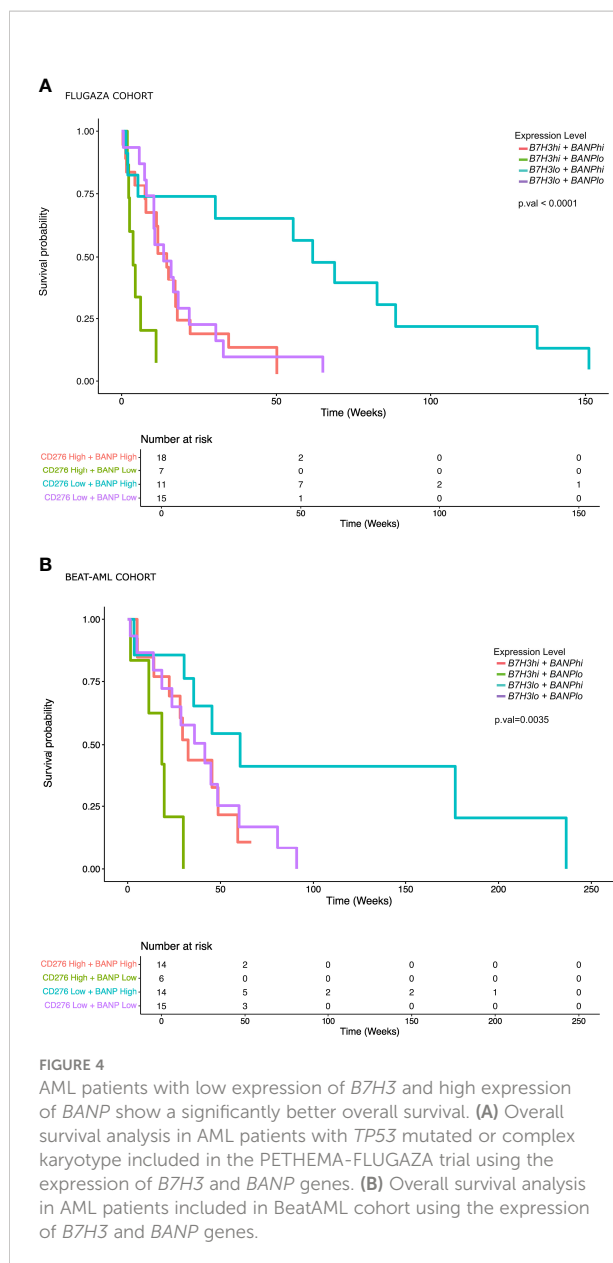 A
FLUGAZA COHORT
1.00
0.75
0.50
0.25
0.00
Survival probability
Expression Level
B7H3hi + BANPhi
B7H3hi + BANPlo
B7H3lo + BANPhi
B7H3lo + BANPlo
p.val < 0.0001
0 50 100 150
Time (Weeks)
Number at risk
CD276 High + BANP High 18 2 0 0
CD276 High + BANP Low 7 0 0 0
CD276 Low + BANP High 11 7 2 1
CD276 Low + BANP Low 15 1 0 0
0 50 100 150
Time (Weeks)
B
BEAT-AML COHORT
1.00
0.75
0.50
0.25
0.00
Survival probability
Expression Level
B7H3hi + BANPhi
B7H3hi + BANPlo
B7H3lo + BANPhi
B7H3lo + BANPlo
p.val=0.0035
0 50 100 150 200 250
Time (Weeks)
Number at risk
CD276 High + BANP High 14 2 0 0 0 0
CD276 High + BANP Low 6 0 0 0 0 0
CD276 Low + BANP High 14 5 2 2 1 0
CD276 Low + BANP Low 15 3 0 0 0 0
0 50 100 150 200 250
Time (Weeks)
FIGURE 4
AML patients with low expression of B7H3 and high expression
of BANP show a significantly better overall survival. (A) Overall
survival analysis in AML patients with TP53 mutated or complex
karyotype included in the PETHEMA-FLUGAZA trial using the
expression of B7H3 and BANP genes. (B) Overall survival analysis
in AML patients included in BeatAML cohort using the expression
of B7H3 and BANP genes.